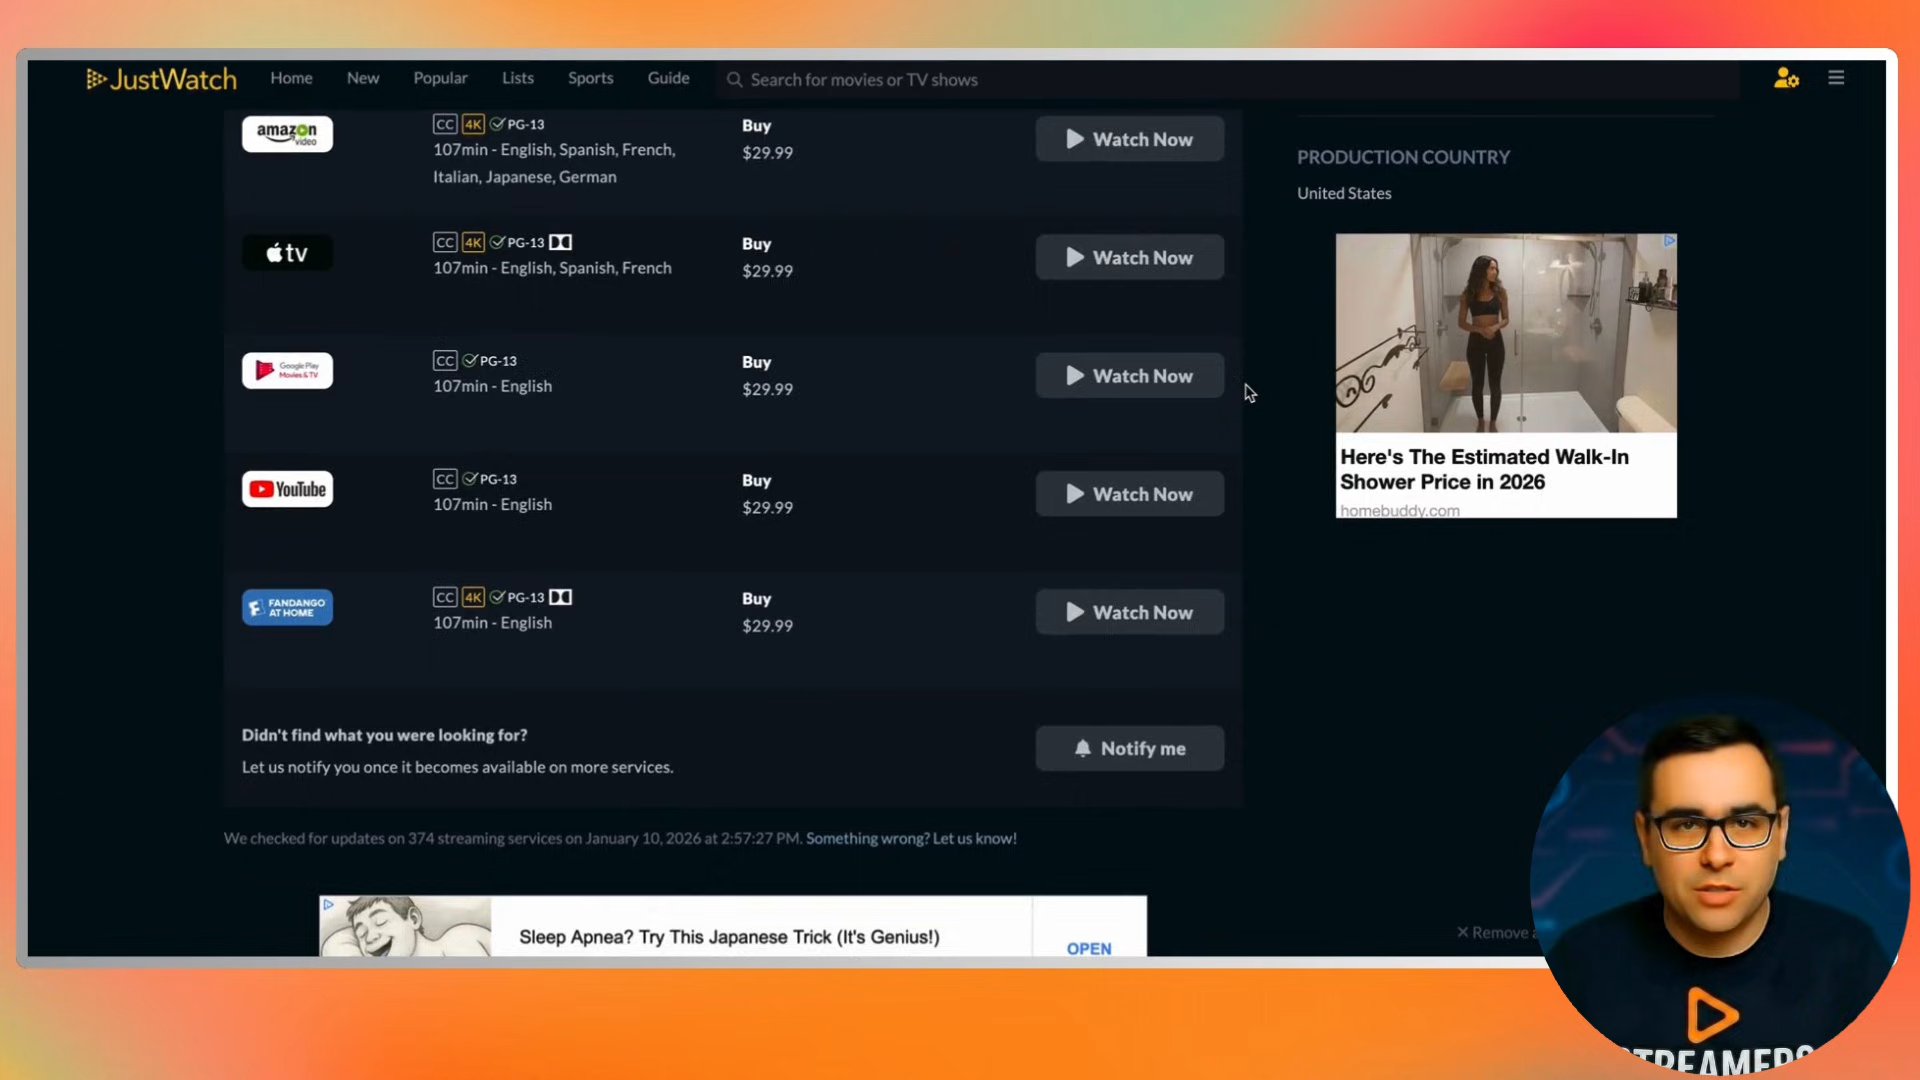 JustWatch
Home New Popular Lists Sports Guide Search for movies or TV shows
amazon video
CC 4K PG-13
107min - English, Spanish, French,
Italian, Japanese, German
Buy
$29.99
Watch Now
tv
CC 4K PG-13
107min - English, Spanish, French
Buy
$29.99
Watch Now
Google Play
Movies & TV
CC PG-13
107min - English
Buy
$29.99
Watch Now
YouTube
CC PG-13
107min - English
Buy
$29.99
Watch Now
FANDANGO
AT HOME
CC 4K PG-13
107min - English
Buy
$29.99
Watch Now
Didn't find what you were looking for?
Let us notify you once it becomes available on more services.
Notify me
We checked for updates on 374 streaming services on January 10, 2026 at 2:57:27 PM. Something wrong? Let us know!
Sleep Apnea? Try This Japanese Trick (It's Genius!)
OPEN
PRODUCTION COUNTRY
United States
Here's The Estimated Walk-In
Shower Price in 2026
homebuddy.com
Remove